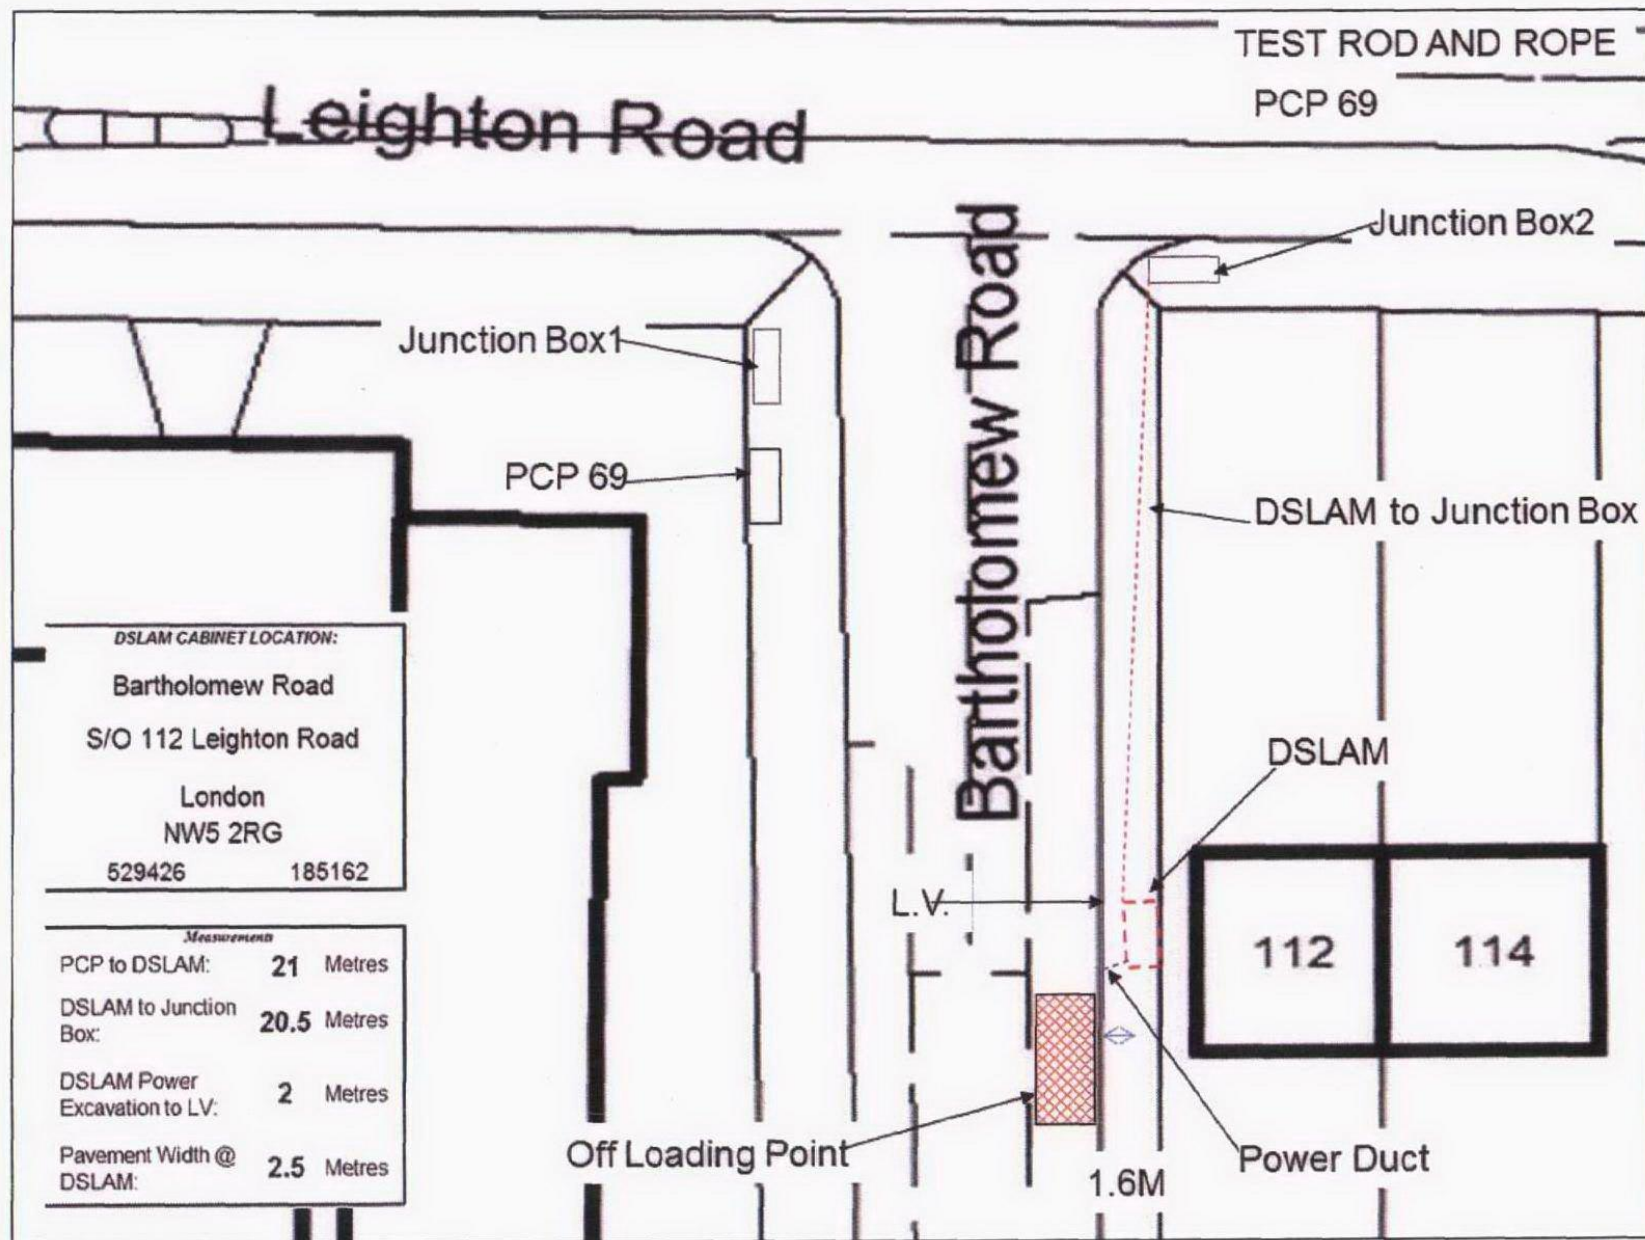 TEST ROD AND ROPE
PCP 69
Leighton Road
Junction Box2
Bartholomew Road
Junction Box1
PCP 69
DSLAM to Junction Box
DSLAM CABINET LOCATION:
Bartholomew Road
S/O 112 Leighton Road
London
NW5 2RG
529426 185162
DSLAM
L.V.
112 114
Measurements
PCP to DSLAM: 21 Metres
DSLAM to Junction
Box: 20.5 Metres
DSLAM Power
Excavation to LV: 2 Metres
Pavement Width @
DSLAM: 2.5 Metres
Off Loading Point
Power Duct
1.6M